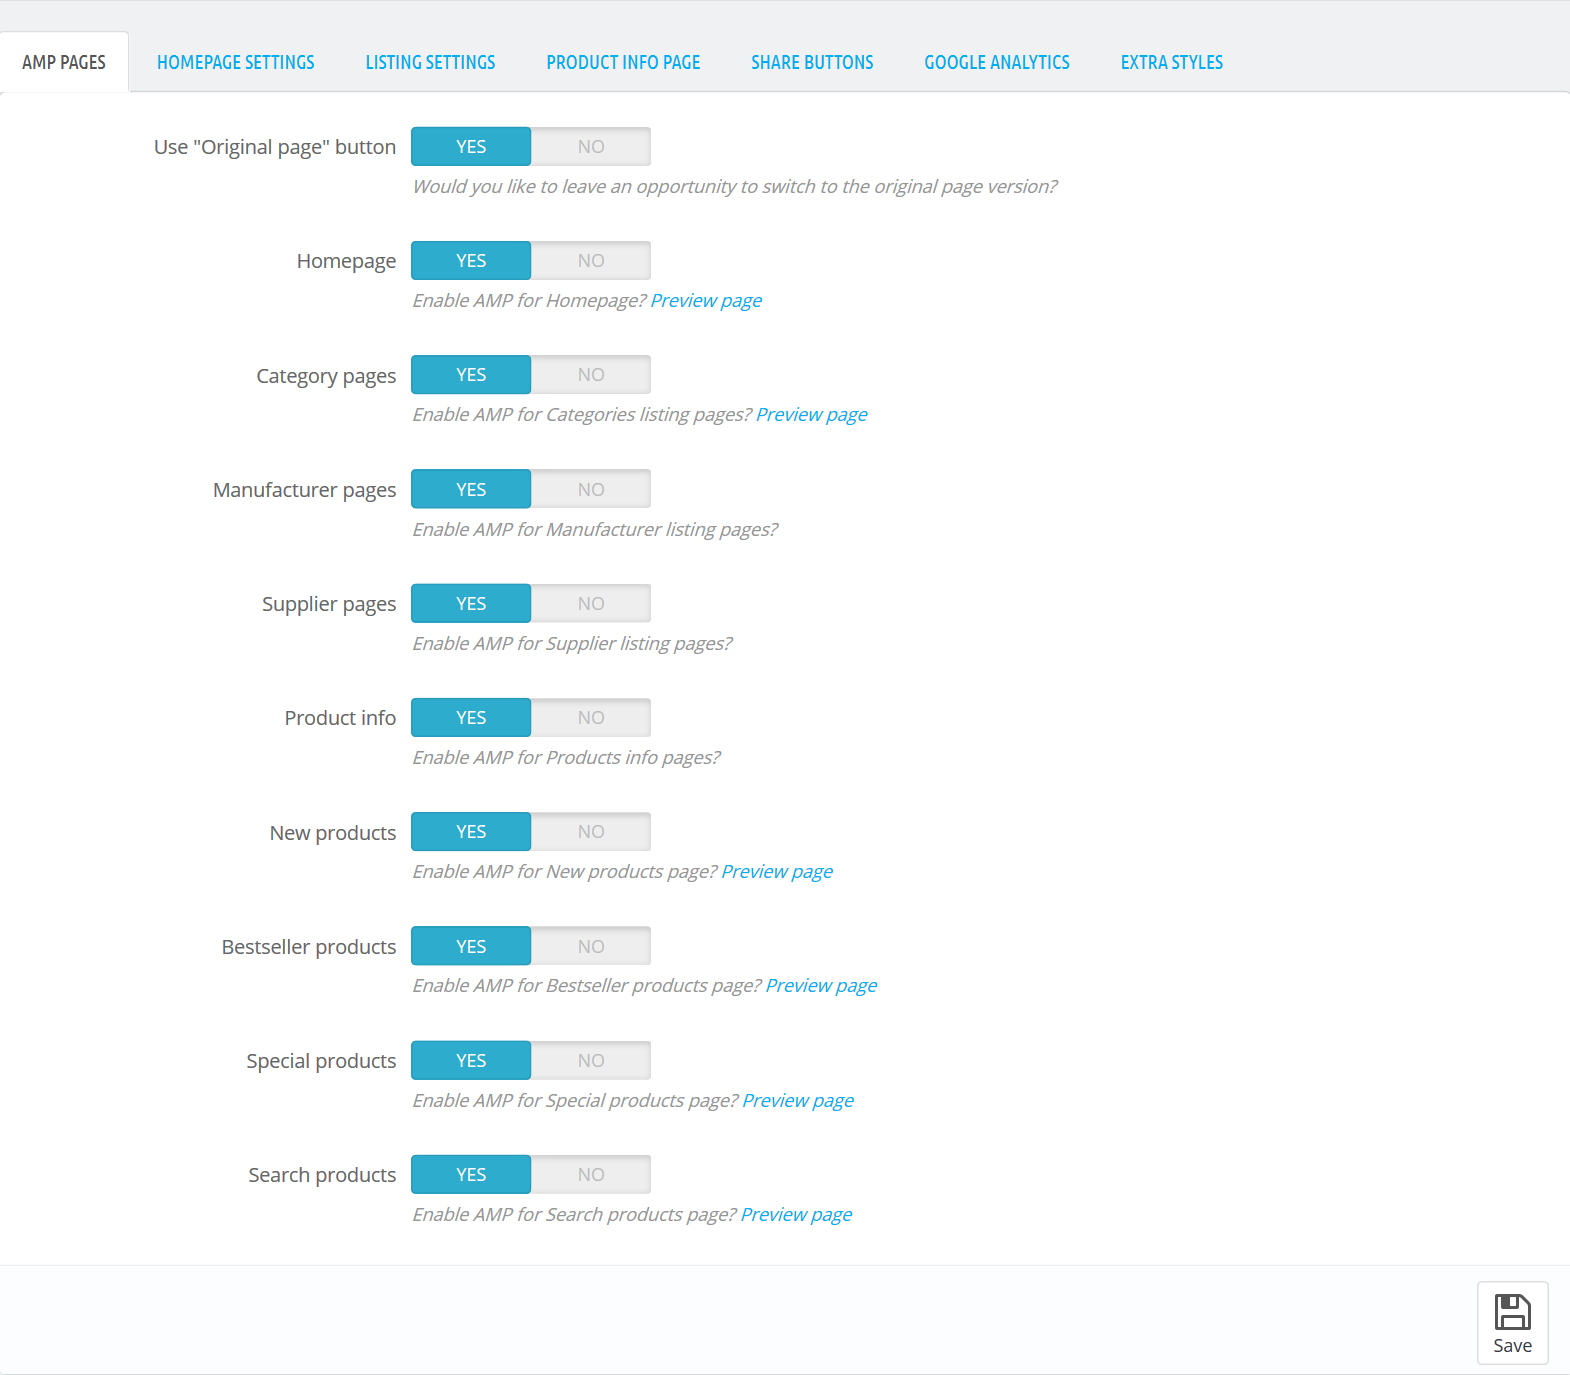 AMP PAGES HOMEPAGE SETTINGS LISTING SETTINGS PRODUCT INFO PAGE SHARE BUTTONS GOOGLE ANALYTICS EXTRA STYLES
Use "Original page" button YES NO
Would you like to leave an opportunity to switch to the original page version?
Homepage YES NO
Enable AMP for Homepage? Preview page
Category pages YES NO
Enable AMP for Categories listing pages? Preview page
Manufacturer pages YES NO
Enable AMP for Manufacturer listing pages?
Supplier pages YES NO
Enable AMP for Supplier listing pages?
Product info YES NO
Enable AMP for Products info pages?
New products YES NO
Enable AMP for New products page? Preview page
Bestseller products YES NO
Enable AMP for Bestseller products page? Preview page
Special products YES NO
Enable AMP for Special products page? Preview page
Search products YES NO
Enable AMP for Search products page? Preview page
Save